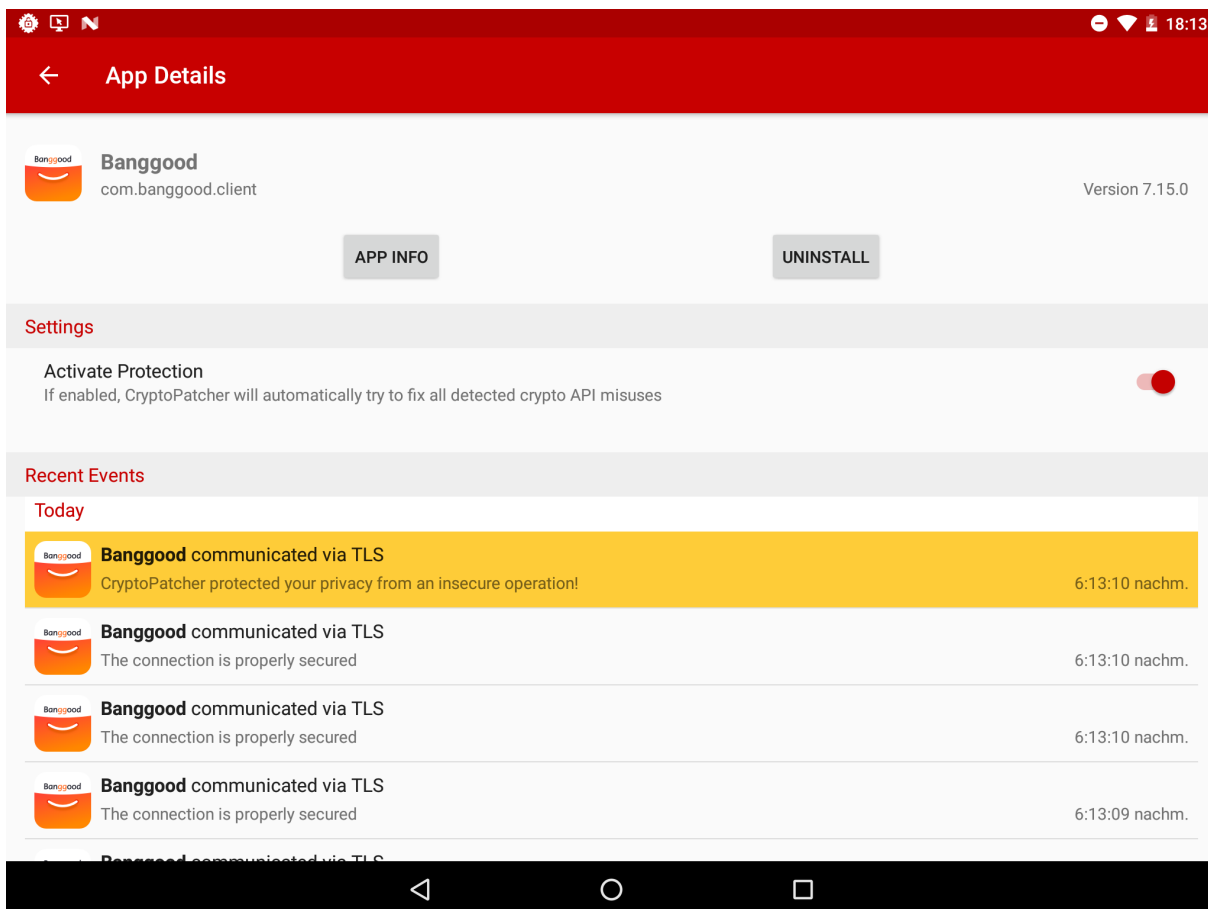 18:13
App Details
Banggood
Banggood
com.banggood.client
Version 7.15.0
APP INFO
UNINSTALL
Settings
Activate Protection
If enabled, CryptoPatcher will automatically try to fix all detected crypto API misuses
Recent Events
Today
Banggood
Banggood communicated via TLS
CryptoPatcher protected your privacy from an insecure operation!
6:13:10 nachm.
Banggood
Banggood communicated via TLS
The connection is properly secured
6:13:10 nachm.
Banggood
Banggood communicated via TLS
The connection is properly secured
6:13:10 nachm.
Banggood
Banggood communicated via TLS
The connection is properly secured
6:13:09 nachm.
Banggood communicated via TLS